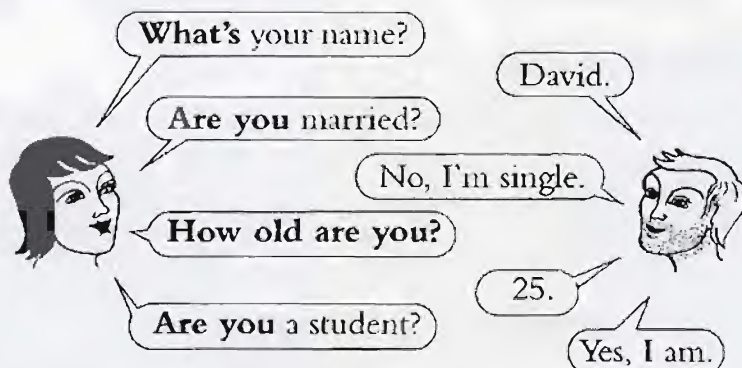 What's your name?
David.
Are you married?
No, I'm single.
How old are you?
25.
Are you a student?
Yes, I am.